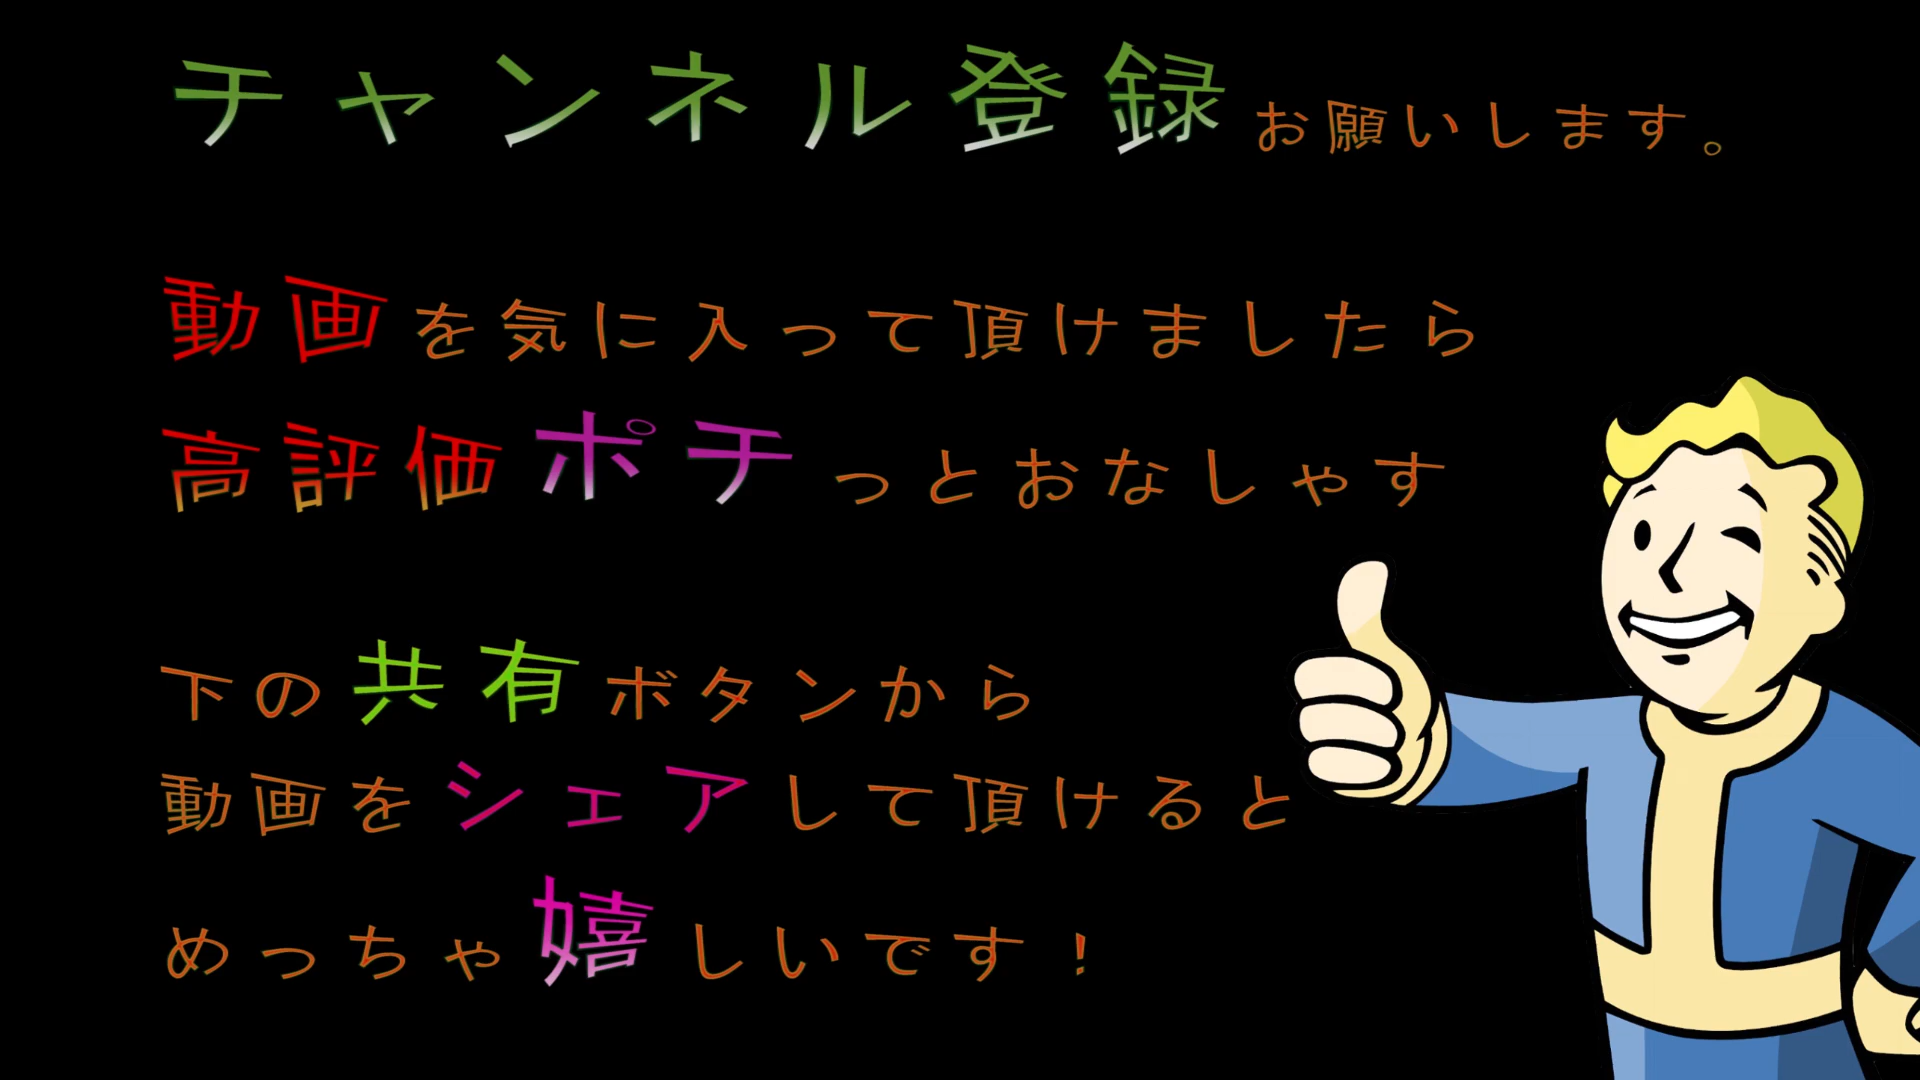 チャンネル登録お願いします。
動画を気に入って頂けましたら
高評価ポチっとおなしゃす
下の共有ボタンから
動画をシェアして頂けると
めっちゃ嬉しいです！